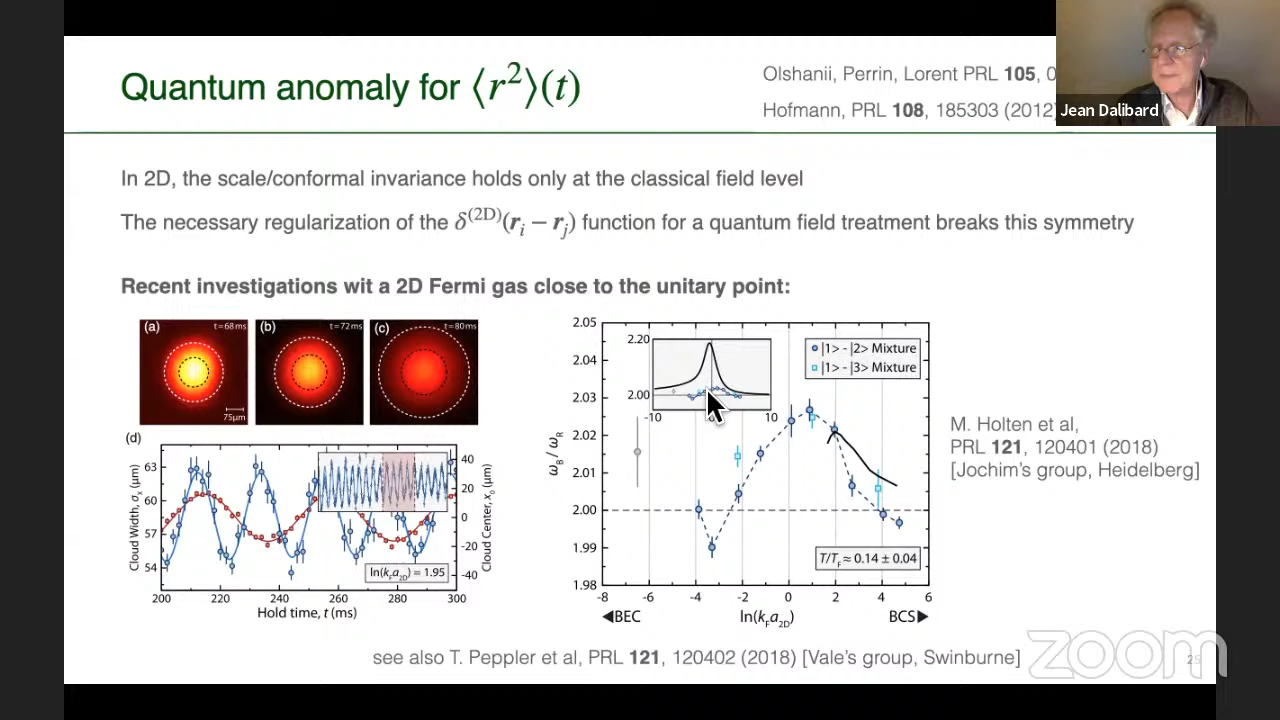 Quantum anomaly for ⟨r²⟩(t)
Olshanii, Perrin, Lorent PRL 105, 0
Hofmann, PRL 108, 185303 (2012)
Jean Dalibard
In 2D, the scale/conformal invariance holds only at the classical field level
The necessary regularization of the δ⁽²ᴰ⁾(rᵢ − rⱼ) function for a quantum field treatment breaks this symmetry
Recent investigations wit a 2D Fermi gas close to the unitary point:
(a) t=68 ms
75µm
(b) t=72 ms
(c) t=80 ms
(d)
Cloud Width, σₓ (µm)
63
60
57
54
40
20
0
-20
-40
Cloud Center, x₀ (µm)
ln(k_F a_2D) = 1.95
200 220 240 260 280 300
Hold time, t (ms)
ω_B / ω_R
2.05
2.04
2.03
2.02
2.01
2.00
1.99
1.98
2.20
2.00
-10 10
|1> - |2> Mixture
|1> - |3> Mixture
T/T_F ≈ 0.14 ± 0.04
-8 -6 -4 -2 0 2 4 6
◀BEC ln(k_F a_2D) BCS▶
M. Holten et al,
PRL 121, 120401 (2018)
[Jochim's group, Heidelberg]
see also T. Peppler et al, PRL 121, 120402 (2018) [Vale's group, Swinburne]
zoom